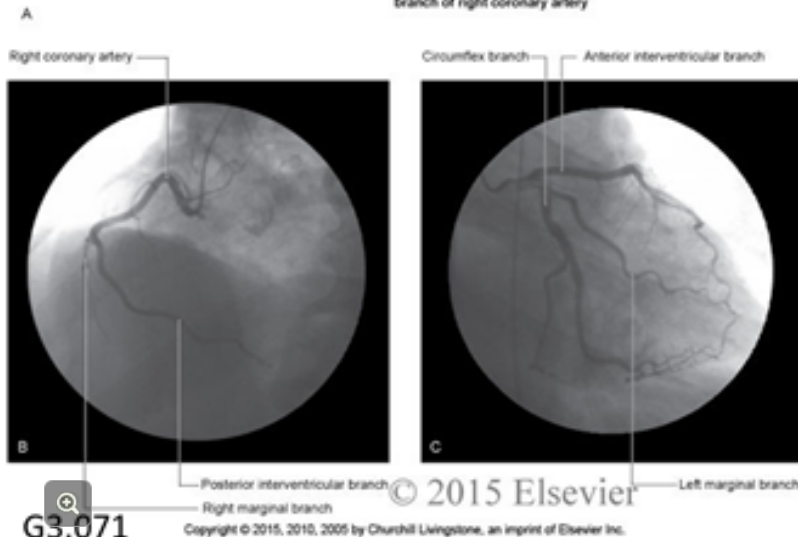 branch of right coronary artery
A
Right coronary artery
Circumflex branch
Anterior interventricular branch
B
C
Posterior interventricular branch
© 2015 Elsevier
Left marginal branch
Right marginal branch
G3.071
Copyright © 2015, 2010, 2005 by Churchill Livingstone, an imprint of Elsevier Inc.